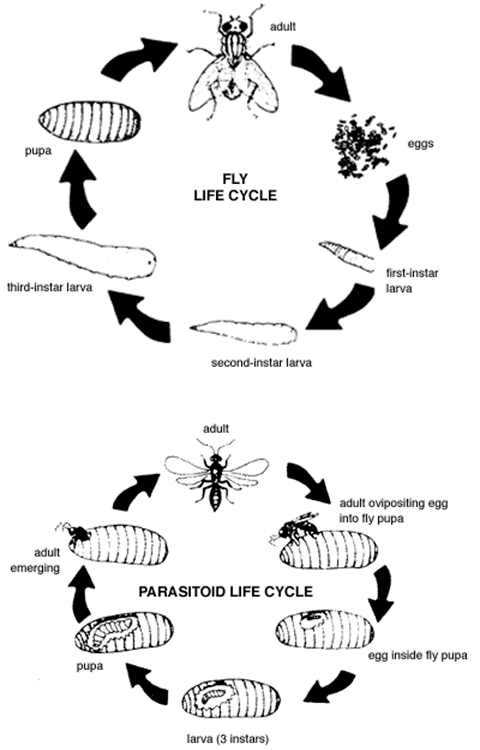 adult
eggs
pupa
FLY
LIFE CYCLE
first-instar
larva
third-instar larva
second-instar larva
adult
adult ovipositing egg
into fly pupa
adult
emerging
PARASITOID LIFE CYCLE
egg inside fly pupa
pupa
larva (3 instars)